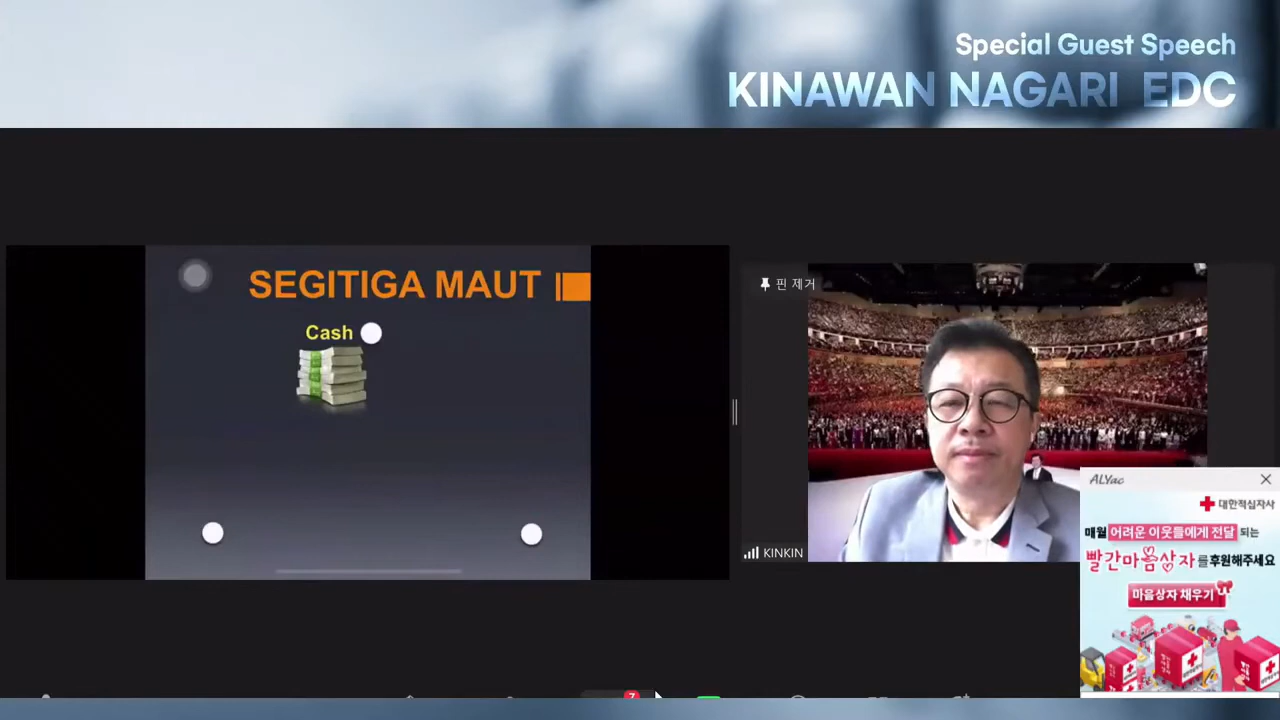 Special Guest Speech
KINAWAN NAGARI EDC
SEGITIGA MAUT
Cash
핀 제거
KINKIN
ALYac
대한적십자사
매월 어려운 이웃들에게 전달 되는
빨간마음상자를 후원해주세요
마음상자 채우기
7